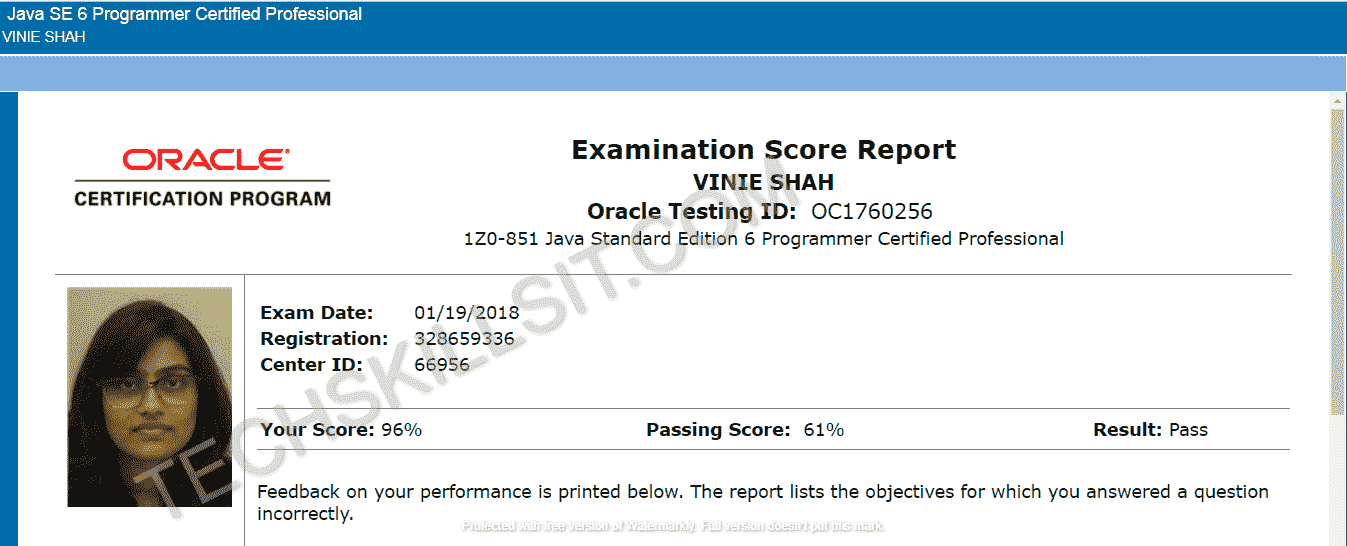 Java SE 6 Programmer Certified Professional
VINIE SHAH
ORACLE®
CERTIFICATION PROGRAM
Examination Score Report
VINIE SHAH
Oracle Testing ID: OC1760256
1Z0-851 Java Standard Edition 6 Programmer Certified Professional
Exam Date: 01/19/2018
Registration: 328659336
Center ID: 66956
Your Score: 96% Passing Score: 61% Result: Pass
Feedback on your performance is printed below. The report lists the objectives for which you answered a question
incorrectly.
TECHSKILLSIT.COM
Protected with free version of Watermarkly. Full version doesn't put this mark.